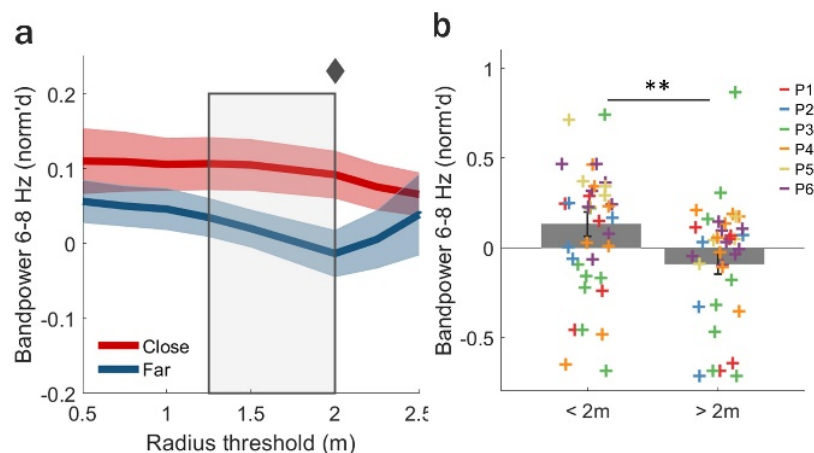 a
Bandpower 6-8 Hz (norm'd)
0.2
0.1
0
-0.1
-0.2
Close
Far
0.5
1
1.5
2
2.5
Radius threshold (m)
b
Bandpower 6-8 Hz (norm'd)
1
0.5
0
-0.5
**
P1
P2
P3
P4
P5
P6
< 2m
> 2m